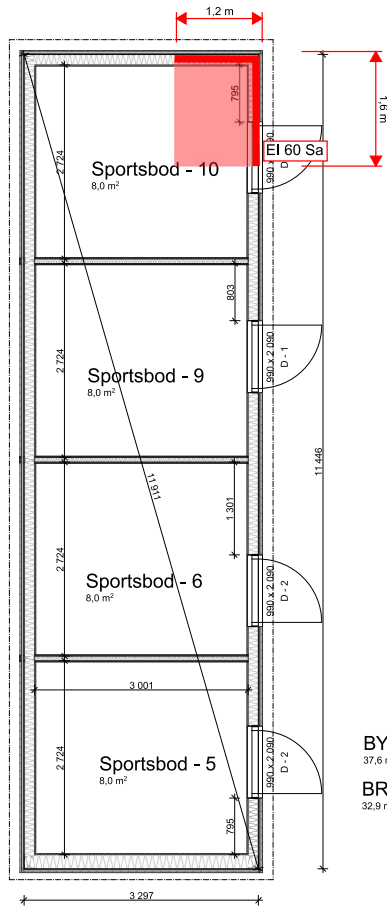 1,2 m
1,6 m
795
EI 60 Sa
990 x 2 090
D
2 724
Sportsbod - 10
8,0 m²
803
2 724
Sportsbod - 9
8,0 m²
990 x 2 090
D - 1
11 446
11 911
1 301
2 724
Sportsbod - 6
8,0 m²
990 x 2 090
D - 2
3 001
2 724
Sportsbod - 5
8,0 m²
990 x 2 090
D - 2
795
BY
37,6 m
BR
32,9 m
3 297